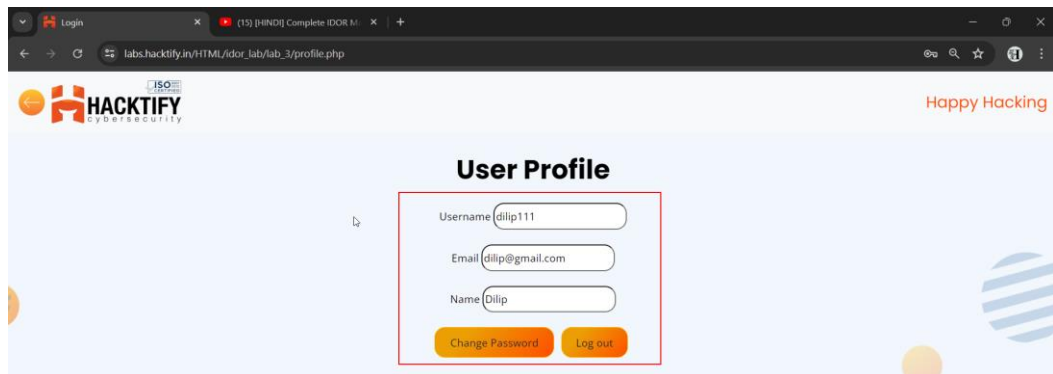 Login
(15) [HINDI] Complete IDOR M
labs.hacktify.in/HTML/idor_lab/lab_3/profile.php
ISO
CERTIFIED
HACKTIFY
cybersecurity
Happy Hacking
User Profile
Username dilip111
Email dilip@gmail.com
Name Dilip
Change Password Log out